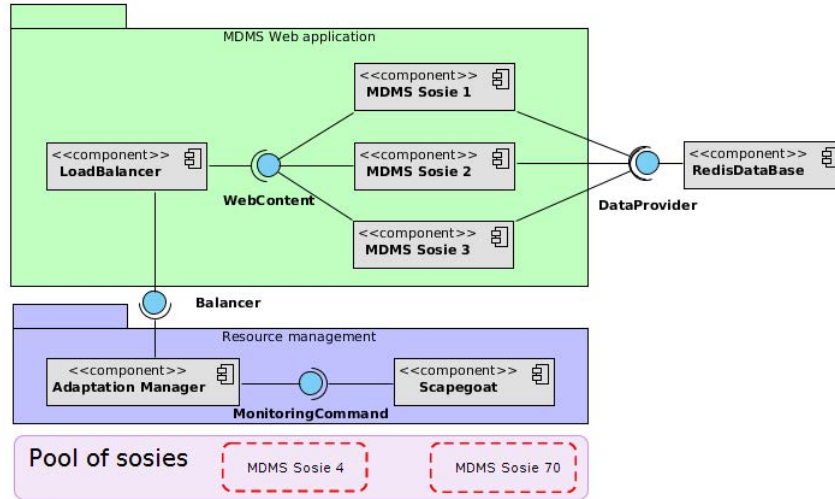 MDMS Web application
<<component>>
MDMS Sosie 1
<<component>>
LoadBalancer
WebContent
<<component>>
MDMS Sosie 2
<<component>>
MDMS Sosie 3
DataProvider
<<component>>
RedisDataBase
Balancer
Resource management
<<component>>
Adaptation Manager
MonitoringCommand
<<component>>
Scapegoat
Pool of sosies
MDMS Sosie 4
MDMS Sosie 70